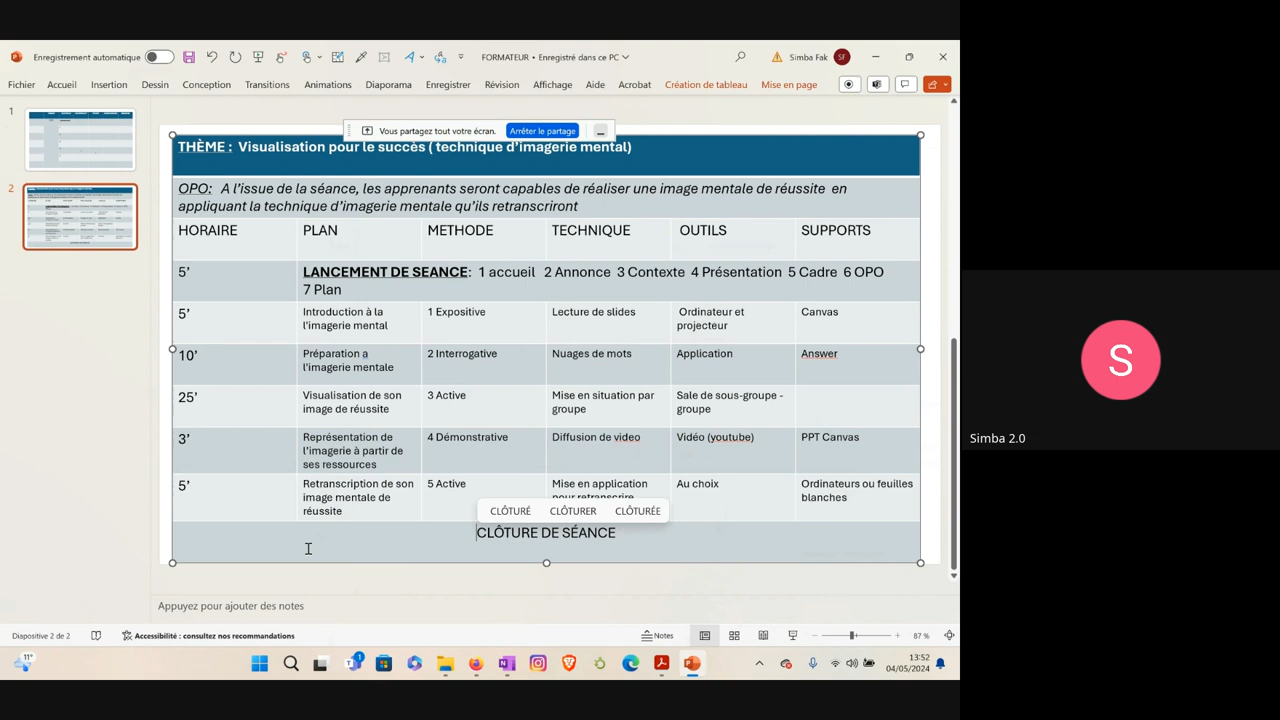 Enregistrement automatique
FORMATEUR • Enregistré dans ce PC
Simba Fak
SF
Fichier Accueil Insertion Dessin Conception Transitions Animations Diaporama Enregistrer Révision Affichage Aide Acrobat Création de tableau Mise en page
1
2
Vous partagez tout votre écran. Arrêter le partage
THÈME : Visualisation pour le succès ( technique d'imagerie mental)
OPO: A l'issue de la séance, les apprenants seront capables de réaliser une image mentale de réussite en
appliquant la technique d'imagerie mentale qu'ils retranscriront
HORAIRE PLAN METHODE TECHNIQUE OUTILS SUPPORTS
5' LANCEMENT DE SEANCE: 1 accueil 2 Annonce 3 Contexte 4 Présentation 5 Cadre 6 OPO
7 Plan
5' Introduction à la 1 Expositive Lecture de slides Ordinateur et Canvas
l'imagerie mental projecteur
10' Préparation a 2 Interrogative Nuages de mots Application Answer
l'imagerie mentale
25' Visualisation de son 3 Active Mise en situation par Sale de sous-groupe -
image de réussite groupe groupe
3' Représentation de 4 Démonstrative Diffusion de video Vidéo (youtube) PPT Canvas
l'imagerie à partir de
ses ressources
5' Retranscription de son 5 Active Mise en application Au choix Ordinateurs ou feuilles
image mentale de pour retranscrire blanches
réussite
CLÔTURÉ CLÔTURER CLÔTURÉE
CLÔTURE DE SÉANCE
Appuyez pour ajouter des notes
Diapositive 2 de 2 Accessibilité : consultez nos recommandations Notes 87 %
11°
1
13:52
04/05/2024
S
Simba 2.0